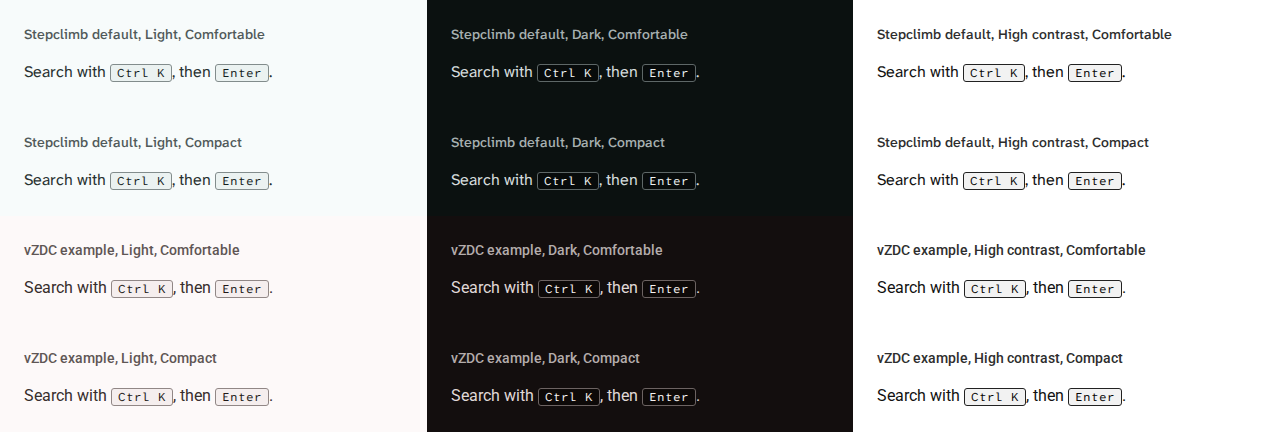 Stepclimb default, Light, Comfortable
Search with Ctrl K, then Enter.
Stepclimb default, Light, Compact
Search with Ctrl K, then Enter.
vZDC example, Light, Comfortable
Search with Ctrl K, then Enter.
vZDC example, Light, Compact
Search with Ctrl K, then Enter.
Stepclimb default, Dark, Comfortable
Search with Ctrl K, then Enter.
Stepclimb default, Dark, Compact
Search with Ctrl K, then Enter.
vZDC example, Dark, Comfortable
Search with Ctrl K, then Enter.
vZDC example, Dark, Compact
Search with Ctrl K, then Enter.
Stepclimb default, High contrast, Comfortable
Search with Ctrl K, then Enter.
Stepclimb default, High contrast, Compact
Search with Ctrl K, then Enter.
vZDC example, High contrast, Comfortable
Search with Ctrl K, then Enter.
vZDC example, High contrast, Compact
Search with Ctrl K, then Enter.